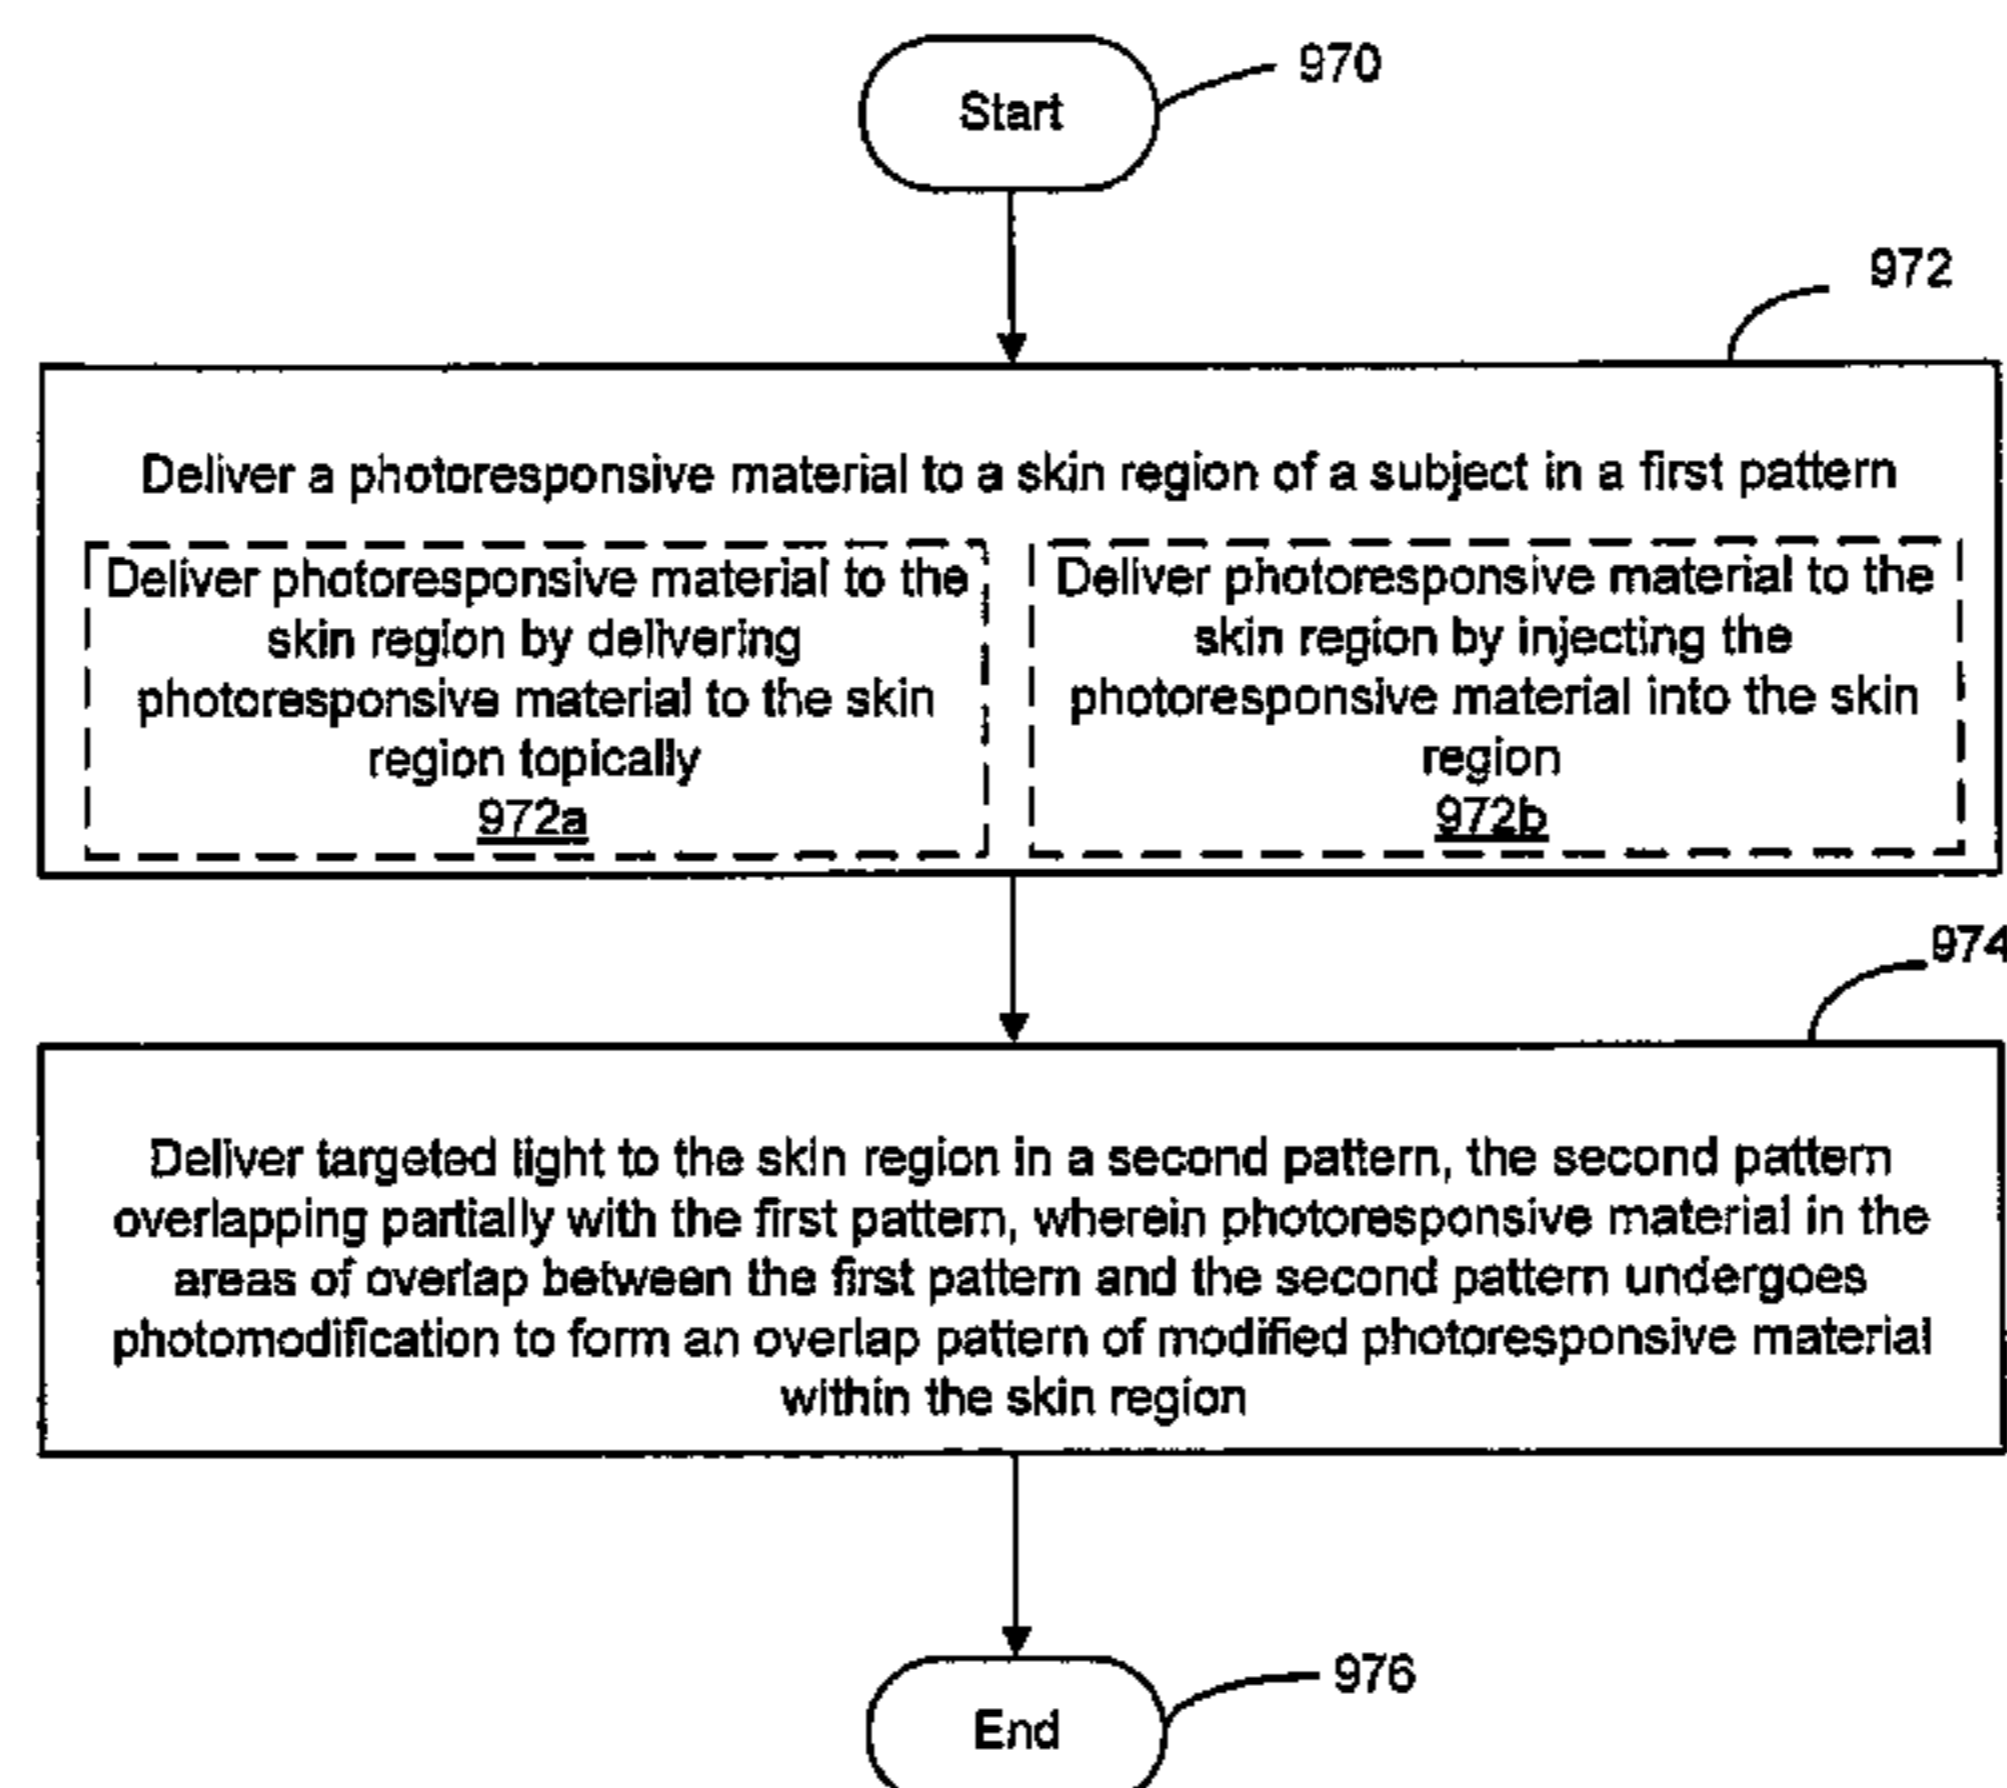 Start
970
972
Deliver a photoresponsive material to a skin region of a subject in a first pattern
Deliver photoresponsive material to the
skin region by delivering
photoresponsive material to the skin
region topically
972a
Deliver photoresponsive material to the
skin region by injecting the
photoresponsive material into the skin
region
972b
974
Deliver targeted light to the skin region in a second pattern, the second pattern
overlapping partially with the first pattern, wherein photoresponsive material in the
areas of overlap between the first pattern and the second pattern undergoes
photomodification to form an overlap pattern of modified photoresponsive material
within the skin region
976
End